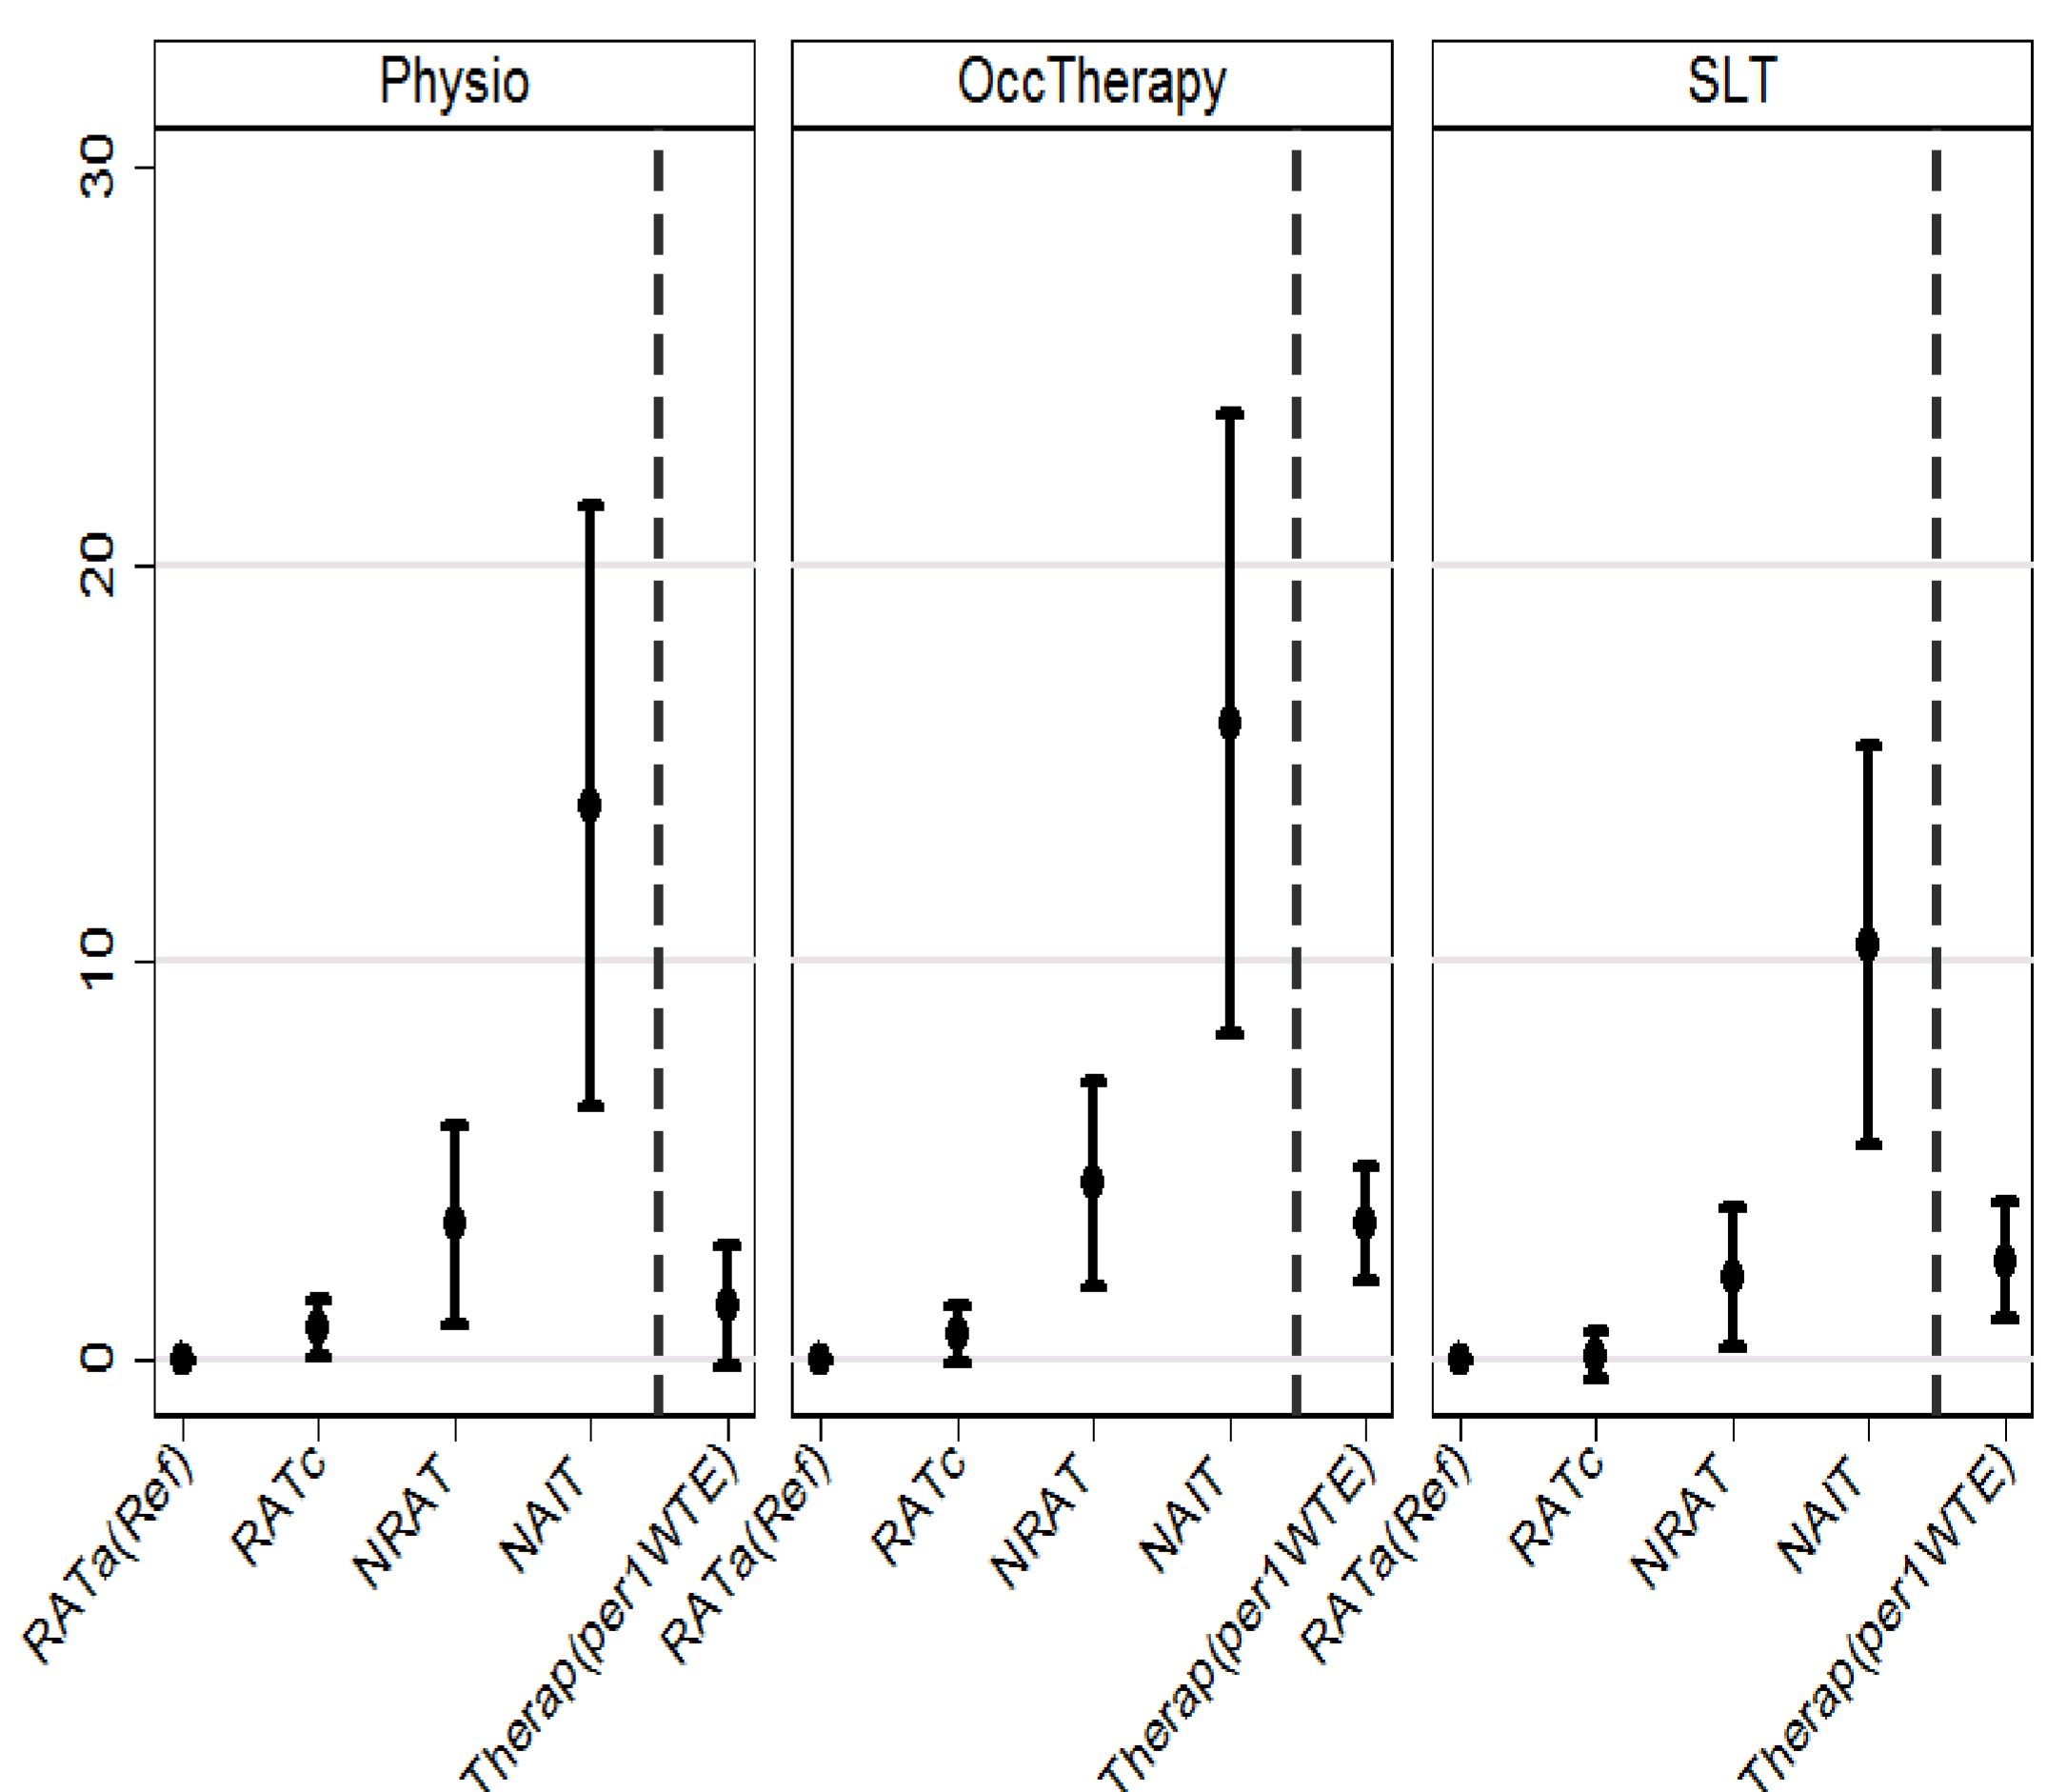 Physio
OccTherapy
SLT
30
20
10
0
RATa(Ref)
RATc
NRAT
NAIT
Therap(per1WTE)
RATa(Ref)
RATc
NRAT
NAIT
Therap(per1WTE)
RATa(Ref)
RATc
NRAT
NAIT
Therap(per1WTE)